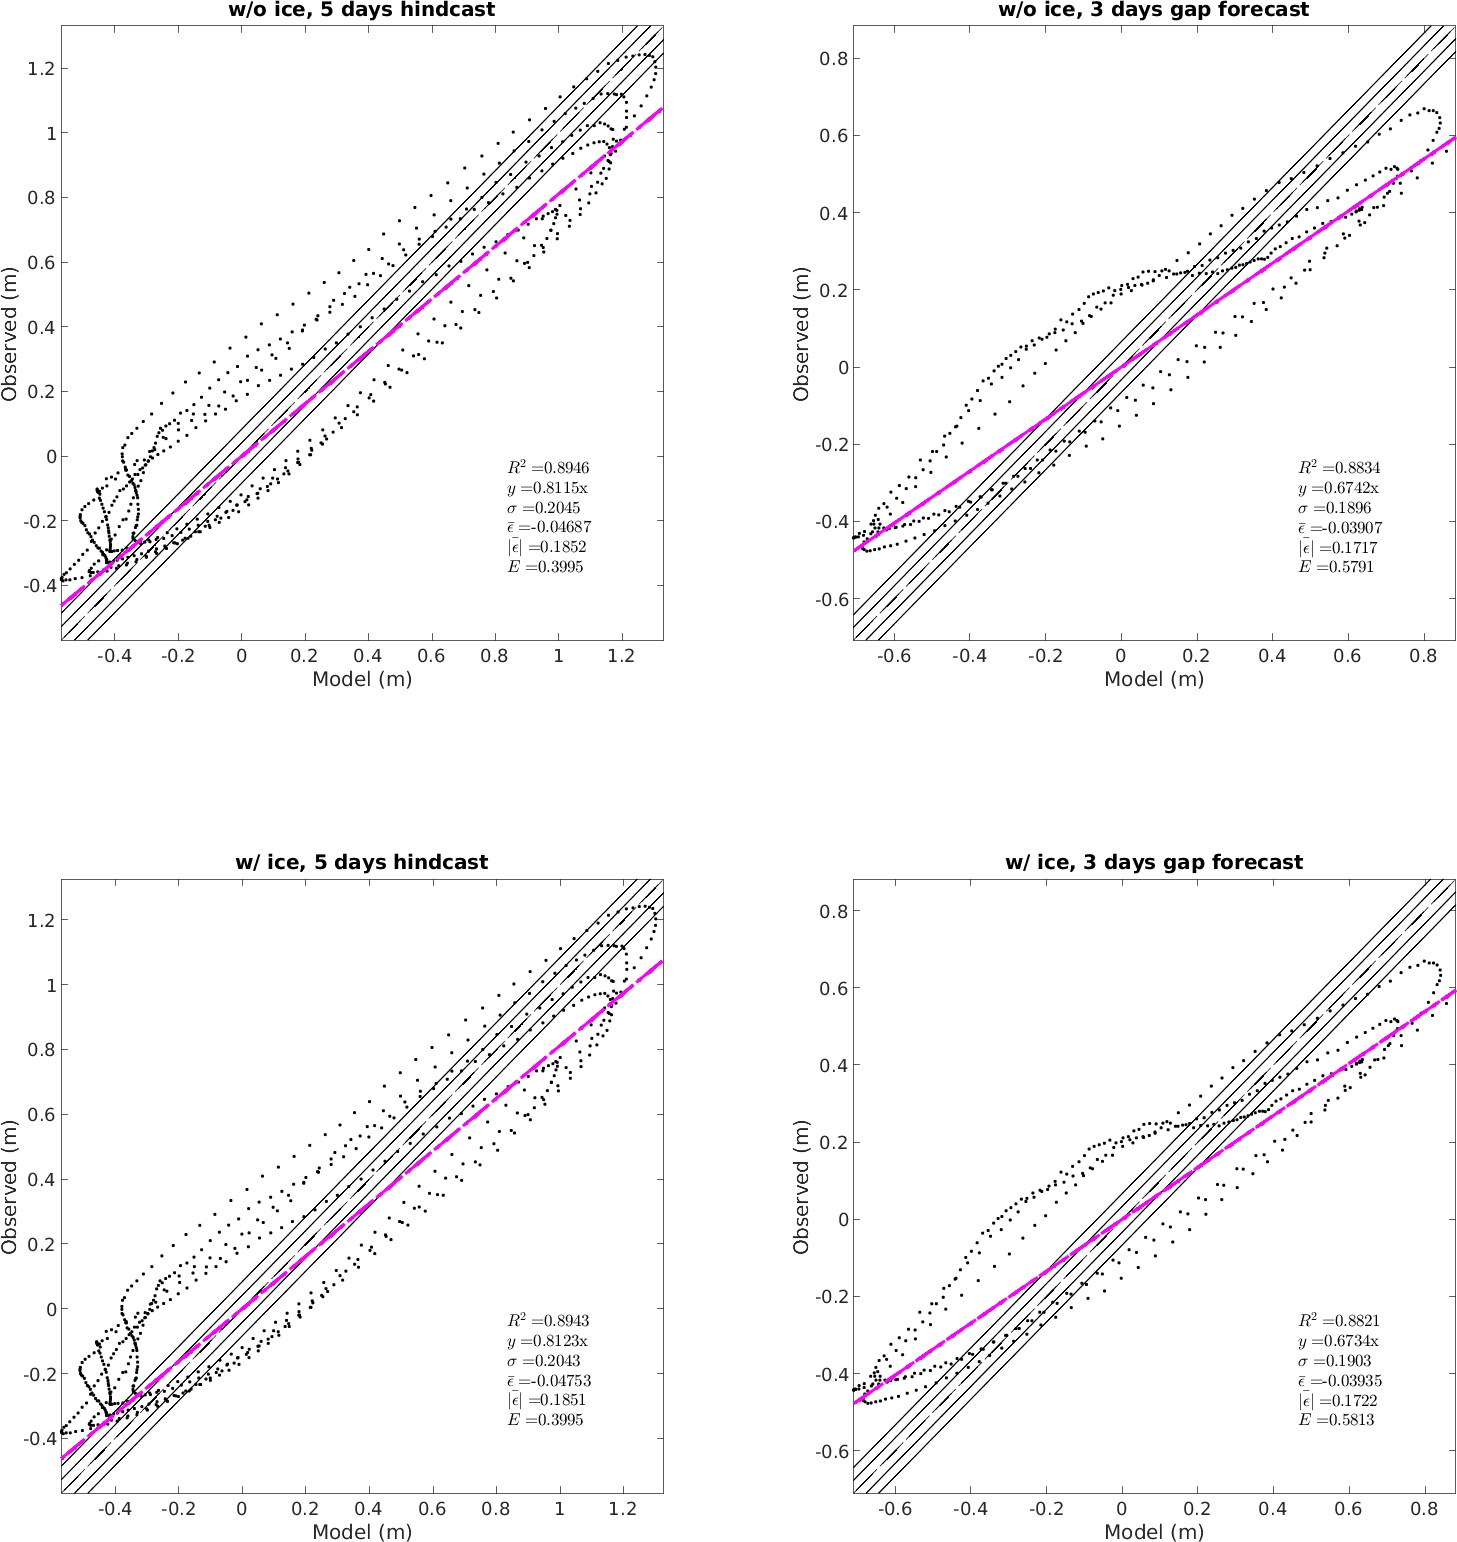 w/o ice, 5 days hindcast
1.2
1
0.8
0.6
0.4
0.2
0
-0.2
-0.4
Observed (m)
R² =0.8946
y =0.8115x
σ =0.2045
ε̄ =-0.04687
|ε̄| =0.1852
E =0.3995
-0.4 -0.2 0 0.2 0.4 0.6 0.8 1 1.2
Model (m)
w/o ice, 3 days gap forecast
0.8
0.6
0.4
0.2
0
-0.2
-0.4
-0.6
Observed (m)
R² =0.8834
y =0.6742x
σ =0.1896
ε̄ =-0.03907
|ε̄| =0.1717
E =0.5791
-0.6 -0.4 -0.2 0 0.2 0.4 0.6 0.8
Model (m)
w/ ice, 5 days hindcast
1.2
1
0.8
0.6
0.4
0.2
0
-0.2
-0.4
Observed (m)
R² =0.8943
y =0.8123x
σ =0.2043
ε̄ =-0.04753
|ε̄| =0.1851
E =0.3995
-0.4 -0.2 0 0.2 0.4 0.6 0.8 1 1.2
Model (m)
w/ ice, 3 days gap forecast
0.8
0.6
0.4
0.2
0
-0.2
-0.4
-0.6
Observed (m)
R² =0.8821
y =0.6734x
σ =0.1903
ε̄ =-0.03935
|ε̄| =0.1722
E =0.5813
-0.6 -0.4 -0.2 0 0.2 0.4 0.6 0.8
Model (m)